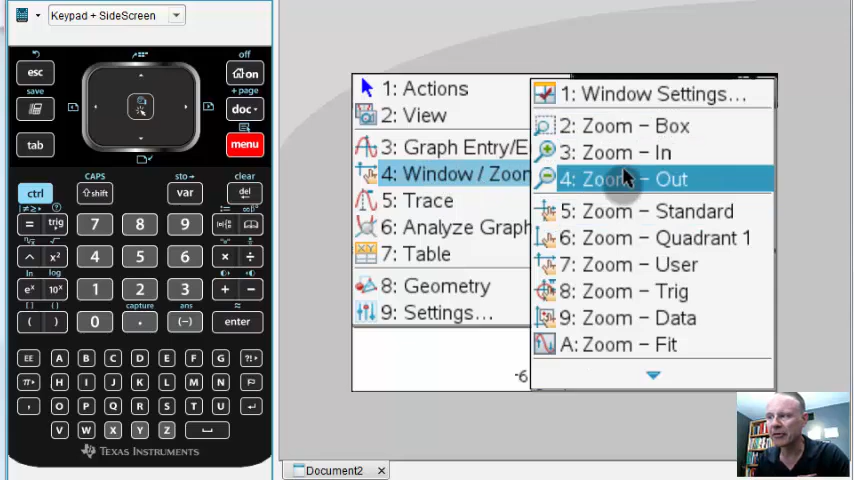 Keypad + SideScreen
off
esc
on
save
+ page
doc
tab
menu
CAPS
sto→
clear
ctrl
shift
var
del
= trig 7 8 9
^ x² 4 5 6 × ÷
ln log
eˣ 10ˣ 1 2 3 + −
capture ans
( ) 0 . (−) enter
EE A B C D E F G ?!
π H I J K L M N
, O P Q R S T U
V W X Y Z
TEXAS INSTRUMENTS
1: Actions
2: View
3: Graph Entry/E
4: Window / Zoom
5: Trace
6: Analyze Graph
7: Table
8: Geometry
9: Settings...
1: Window Settings...
2: Zoom – Box
3: Zoom – In
4: Zoom – Out
5: Zoom – Standard
6: Zoom – Quadrant 1
7: Zoom – User
8: Zoom – Trig
9: Zoom – Data
A: Zoom – Fit
-6
Document2